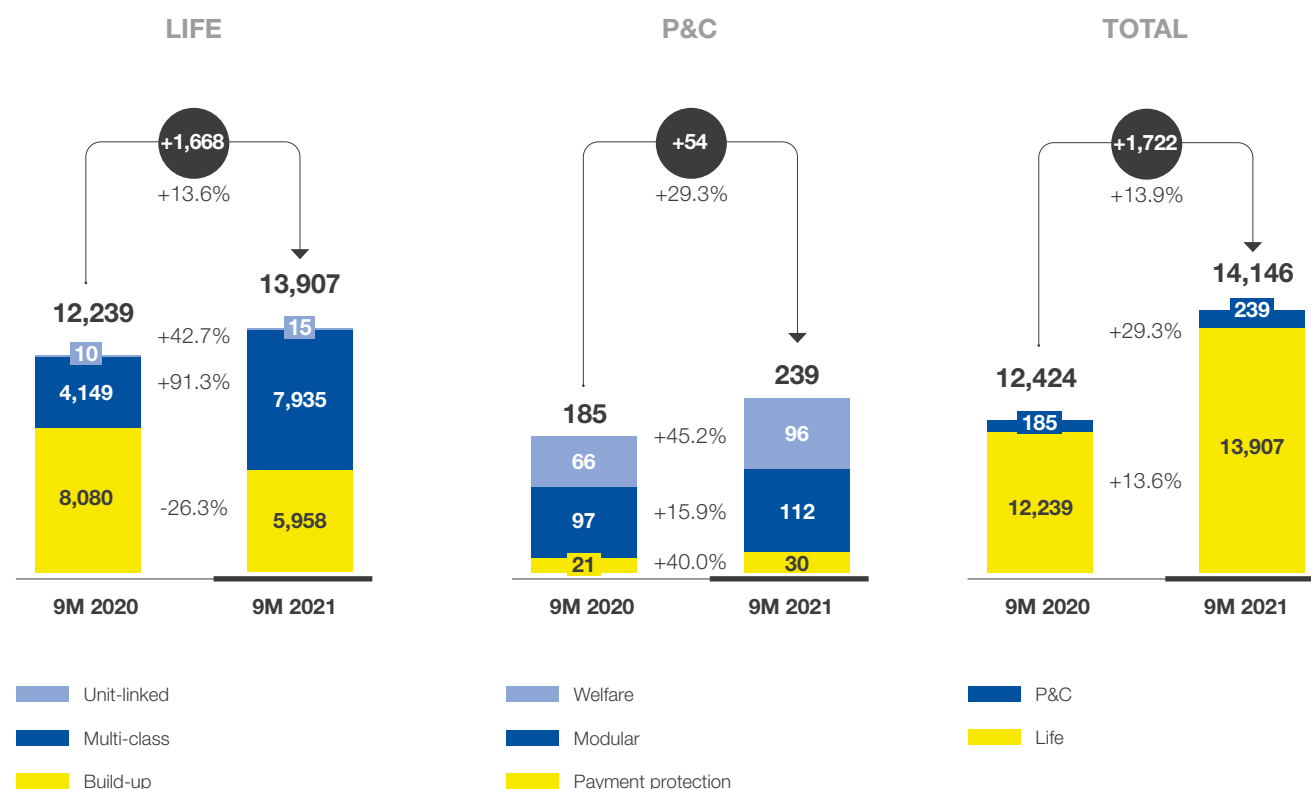 LIFE
+1,668
+13.6%
12,239
13,907
10
+42.7%
15
4,149
+91.3%
7,935
8,080
-26.3%
5,958
9M 2020
9M 2021
Unit-linked
Multi-class
Build-up
P&C
+54
+29.3%
185
239
66
+45.2%
96
97
+15.9%
112
21
+40.0%
30
9M 2020
9M 2021
Welfare
Modular
Payment protection
TOTAL
+1,722
+13.9%
12,424
14,146
239
+29.3%
185
13,907
12,239
+13.6%
9M 2020
9M 2021
P&C
Life